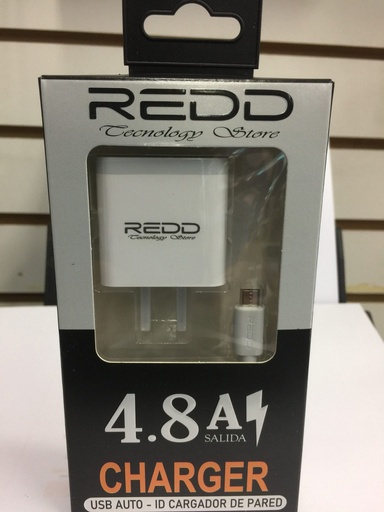 REDD
Tecnology Store
REDD
Tecnology Store
4.8A
SALIDA
CHARGER
USB AUTO - ID CARGADOR DE PARED